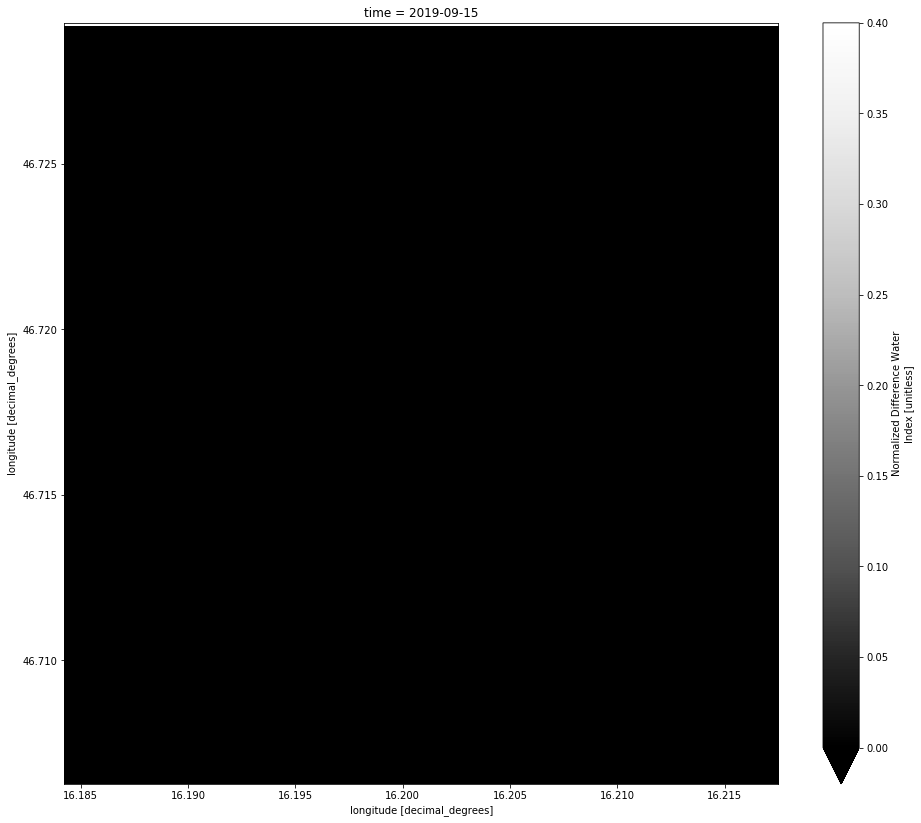 time = 2019-09-15
46.725
46.720
46.715
46.710
longitude [decimal_degrees]
16.185 16.190 16.195 16.200 16.205 16.210 16.215
longitude [decimal_degrees]
0.40
0.35
0.30
0.25
0.20
0.15
0.10
0.05
0.00
Normalized Difference Water
Index [unitless]